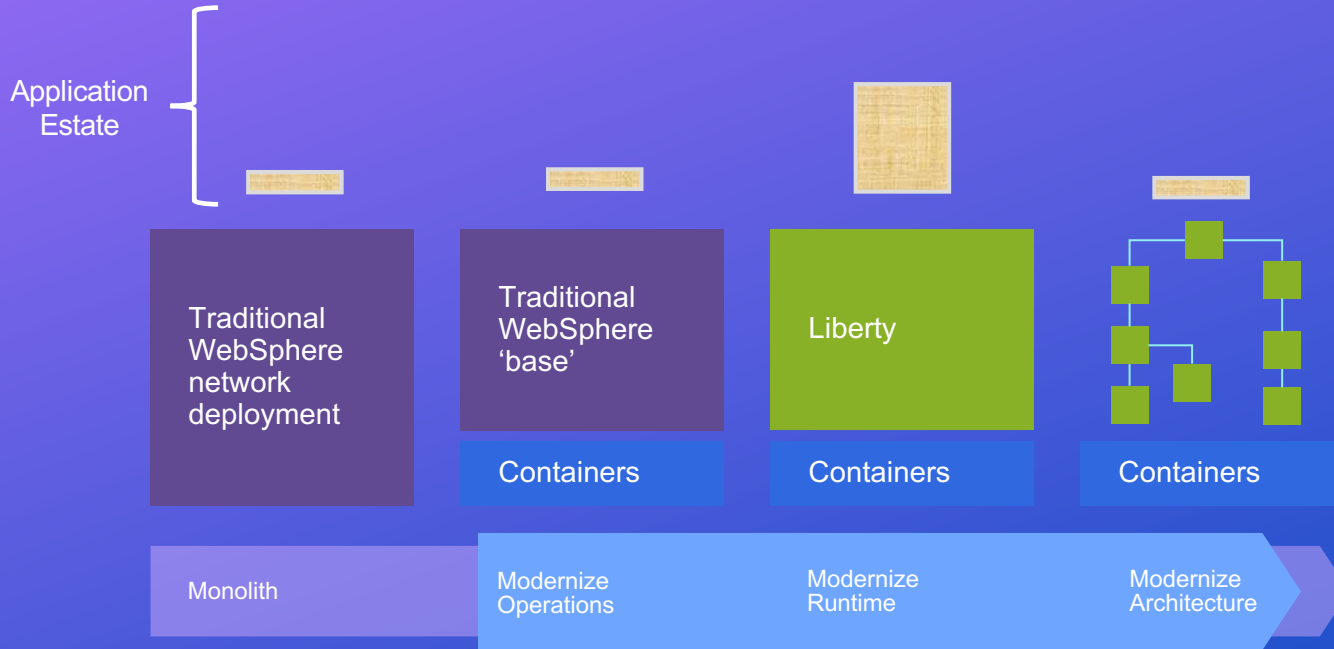 Application
Estate
Traditional
WebSphere
network
deployment
Traditional
WebSphere
‘base’
Liberty
Containers
Containers
Containers
Monolith
Modernize
Operations
Modernize
Runtime
Modernize
Architecture